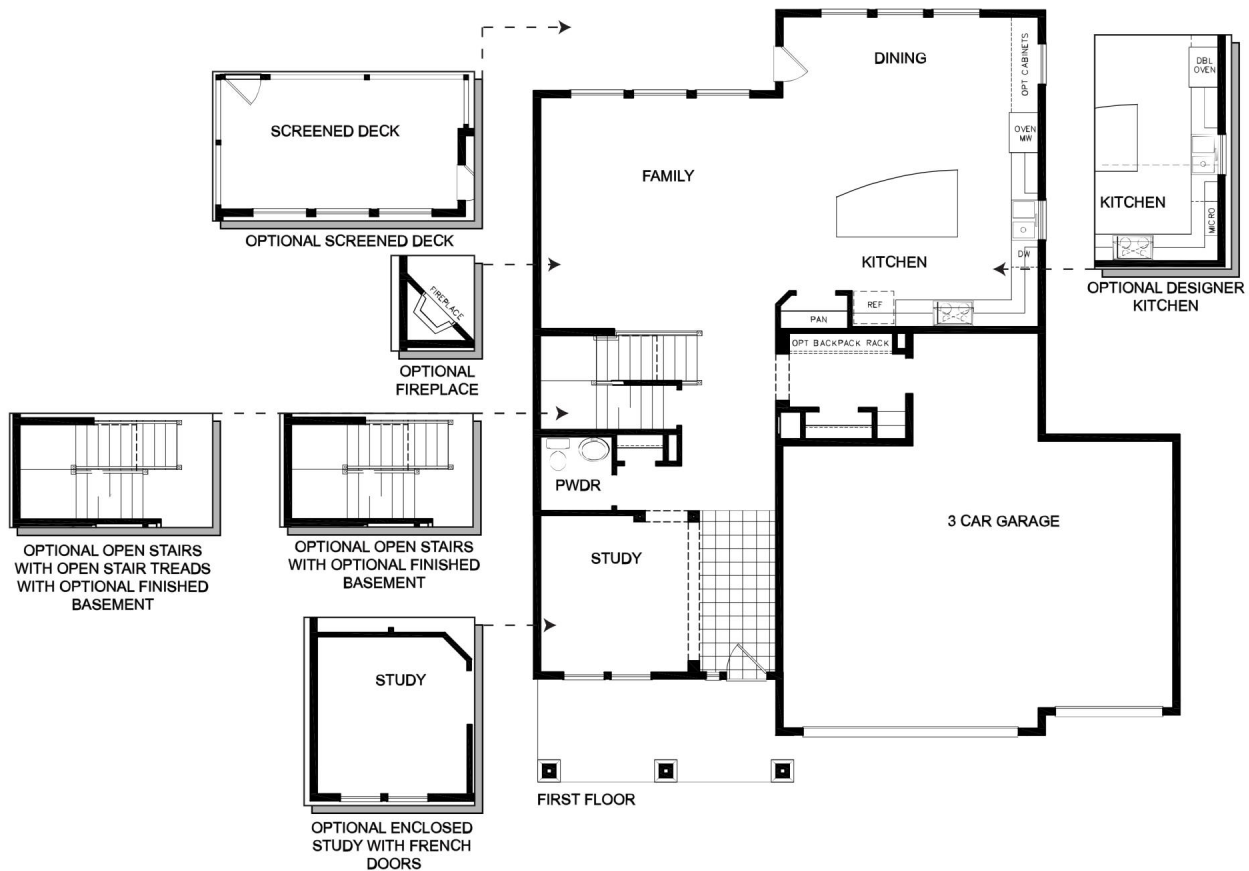 DINING
OPT CABINETS
DBL
OVEN
SCREENED DECK
OVEN
MW
FAMILY
KITCHEN
MICRO
OPTIONAL SCREENED DECK
KITCHEN
DW
OPTIONAL DESIGNER
KITCHEN
FIREPLACE
REF
PAN
OPTIONAL
FIREPLACE
OPT BACKPACK RACK
PWDR
3 CAR GARAGE
OPTIONAL OPEN STAIRS
WITH OPEN STAIR TREADS
WITH OPTIONAL FINISHED
BASEMENT
OPTIONAL OPEN STAIRS
WITH OPTIONAL FINISHED
BASEMENT
STUDY
STUDY
FIRST FLOOR
OPTIONAL ENCLOSED
STUDY WITH FRENCH
DOORS